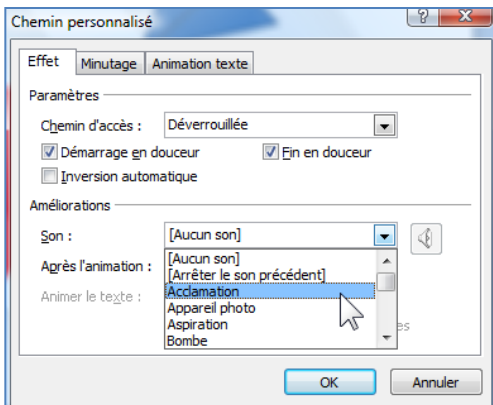 Chemin personnalisé
Effet Minutage Animation texte
Paramètres
Chemin d'accès : Déverrouillée
Démarrage en douceur Fin en douceur
Inversion automatique
Améliorations
Son : [Aucun son]
[Aucun son]
Après l'animation : [Arrêter le son précédent]
Acclamation
Animer le texte : Appareil photo
Aspiration
Bombe
OK Annuler